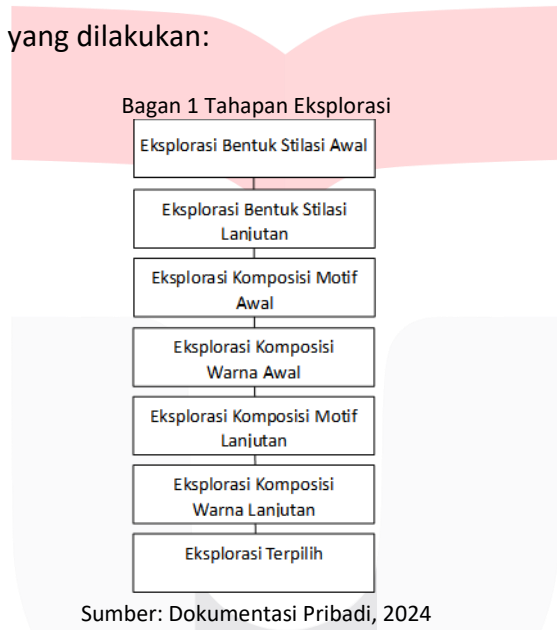 yang dilakukan:
Bagan 1 Tahapan Eksplorasi
Eksplorasi Bentuk Stilasi Awal
Eksplorasi Bentuk Stilasi
Lanjutan
Eksplorasi Komposisi Motif
Awal
Eksplorasi Komposisi
Warna Awal
Eksplorasi Komposisi Motif
Lanjutan
Eksplorasi Komposisi
Warna Lanjutan
Eksplorasi Terpilih
Sumber: Dokumentasi Pribadi, 2024